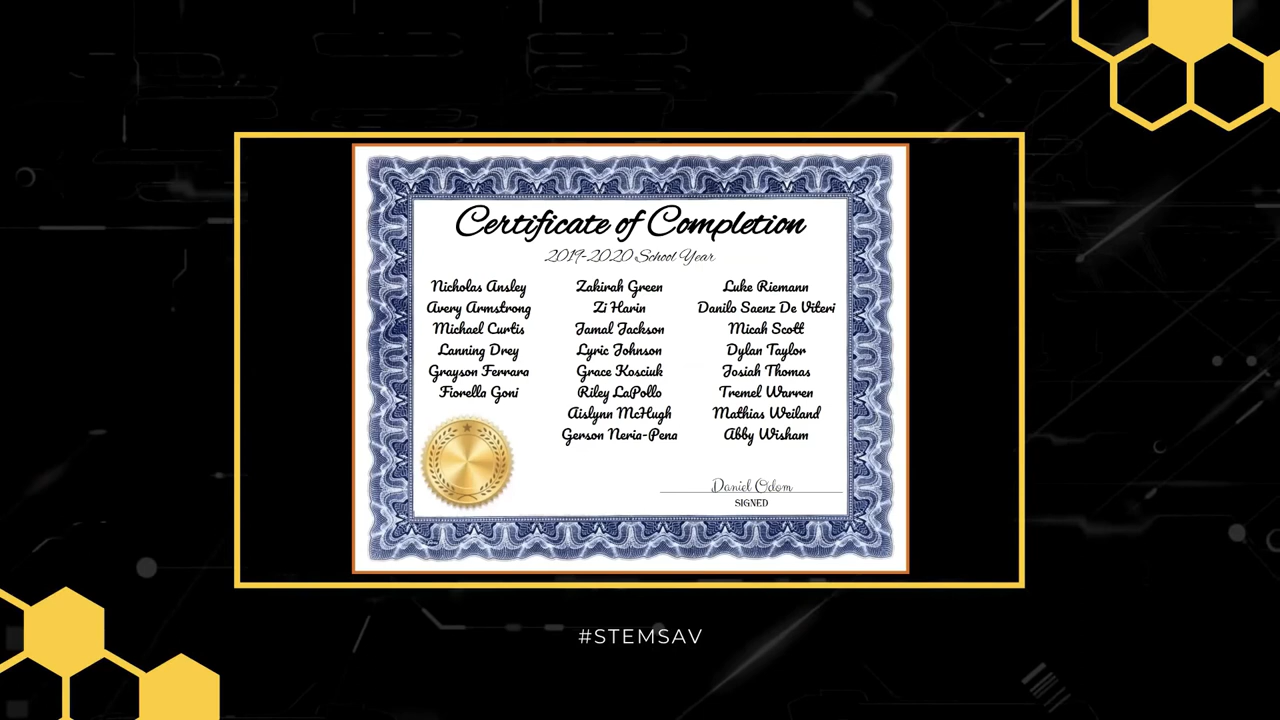 Certificate of Completion
2019-2020 School Year
Nicholas Ansley
Avery Armstrong
Michael Curtis
Lanning Drey
Grayson Ferrara
Fiorella Goni
Zakirah Green
Zi Harin
Jamal Jackson
Lyric Johnson
Grace Kosciuk
Riley LaPollo
Aislynn McHugh
Gerson Neria-Pena
Luke Riemann
Danilo Saenz De Viteri
Micah Scott
Dylan Taylor
Josiah Thomas
Tremel Warren
Mathias Weiland
Abby Wisham
Daniel Odom
SIGNED
#STEMSAV